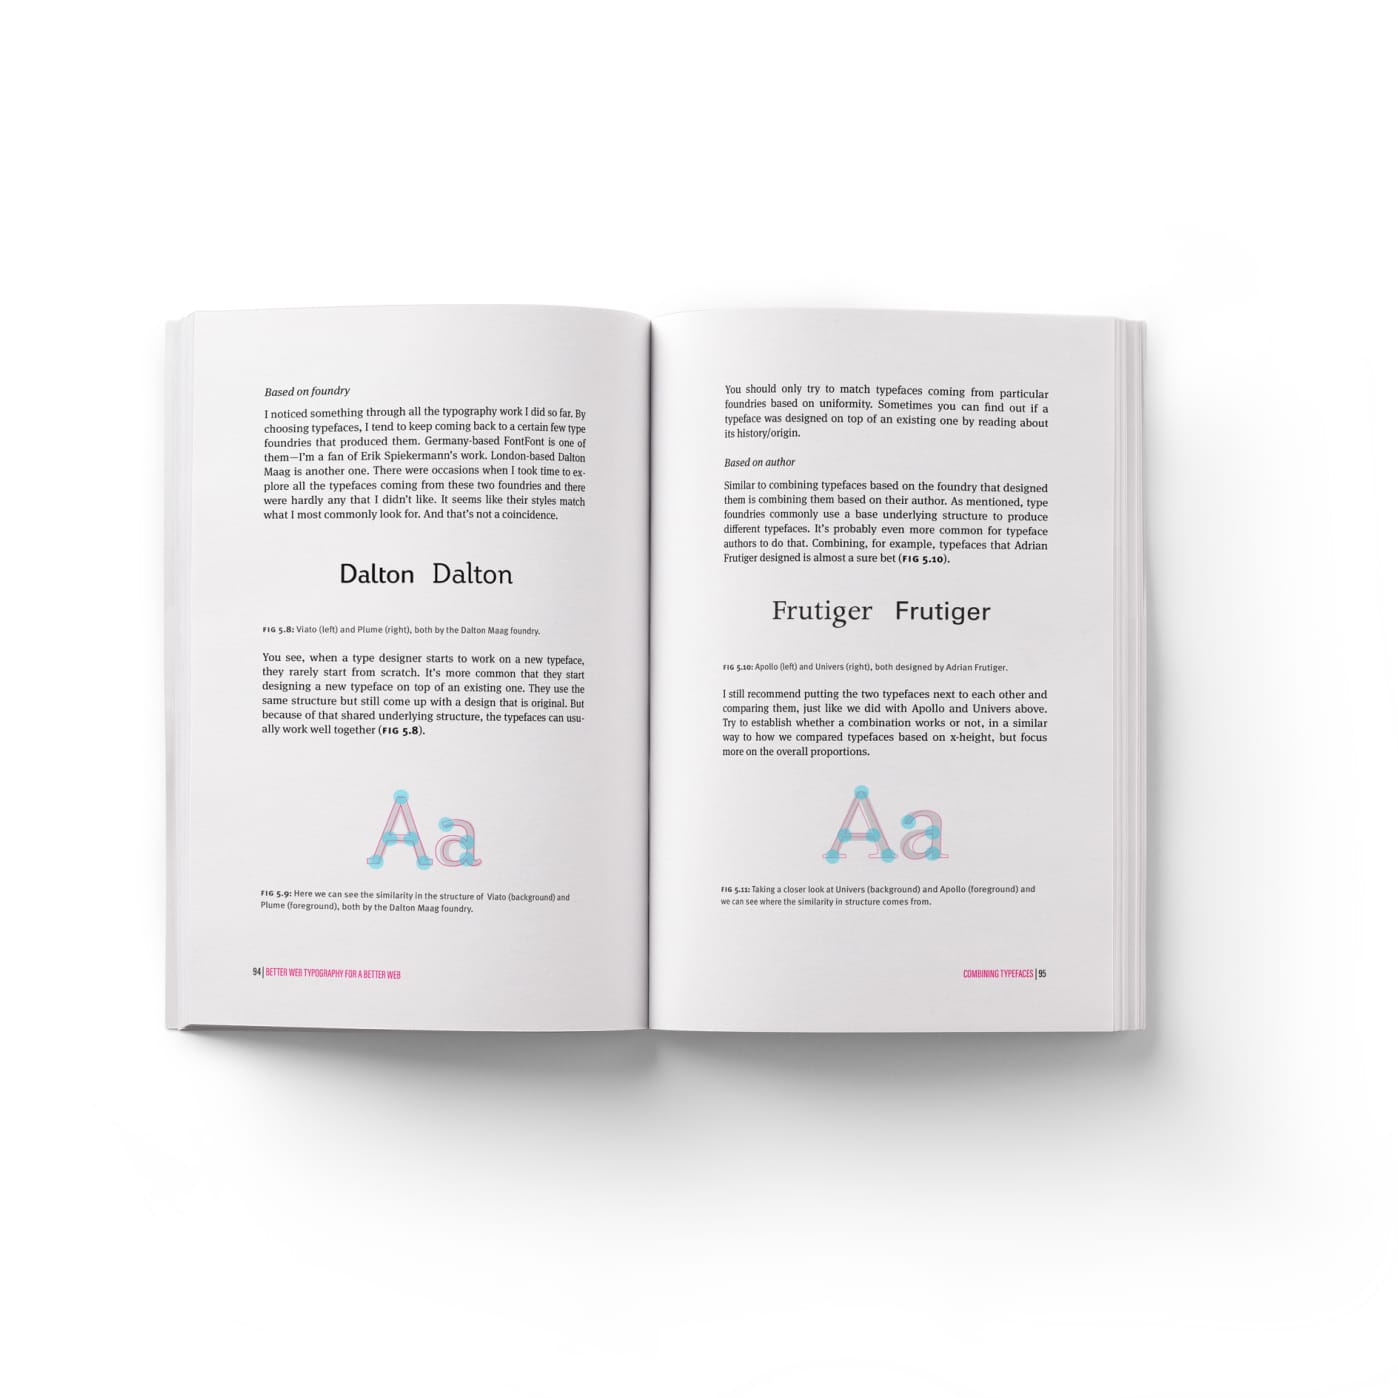 Based on foundry
I noticed something through all the typography work I did so far. By
choosing typefaces, I tend to keep coming back to a certain few type
foundries that produced them. Germany-based FontFont is one of
them—I'm a fan of Erik Spiekermann's work. London-based Dalton
Maag is another one. There were occasions when I took time to ex-
plore all the typefaces coming from these two foundries and there
were hardly any that I didn't like. It seems like their styles match
what I most commonly look for. And that's not a coincidence.
Dalton Dalton
FIG 5.8: Viato (left) and Plume (right), both by the Dalton Maag foundry.
You see, when a type designer starts to work on a new typeface,
they rarely start from scratch. It's more common that they start
designing a new typeface on top of an existing one. They use the
same structure but still come up with a design that is original. But
because of that shared underlying structure, the typefaces can usu-
ally work well together (FIG 5.8).
Aa
FIG 5.9: Here we can see the similarity in the structure of Viato (background) and
Plume (foreground), both by the Dalton Maag foundry.
94 | BETTER WEB TYPOGRAPHY FOR A BETTER WEB
You should only try to match typefaces coming from particular
foundries based on uniformity. Sometimes you can find out if a
typeface was designed on top of an existing one by reading about
its history/origin.
Based on author
Similar to combining typefaces based on the foundry that designed
them is combining them based on their author. As mentioned, type
foundries commonly use a base underlying structure to produce
different typefaces. It's probably even more common for typeface
authors to do that. Combining, for example, typefaces that Adrian
Frutiger designed is almost a sure bet (FIG 5.10).
Frutiger Frutiger
FIG 5.10: Apollo (left) and Univers (right), both designed by Adrian Frutiger.
I still recommend putting the two typefaces next to each other and
comparing them, just like we did with Apollo and Univers above.
Try to establish whether a combination works or not, in a similar
way to how we compared typefaces based on x-height, but focus
more on the overall proportions.
Aa
FIG 5.11: Taking a closer look at Univers (background) and Apollo (foreground) and
we can see where the similarity in structure comes from.
COMBINING TYPEFACES | 95